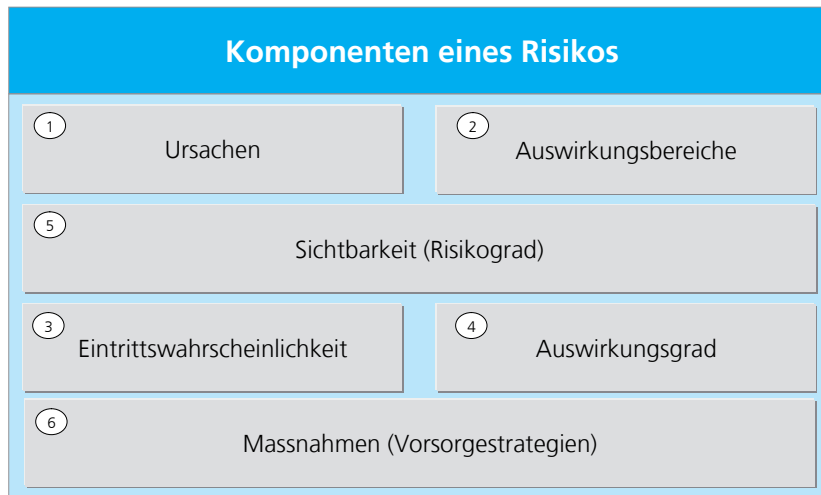 Komponenten eines Risikos
1
Ursachen
2
Auswirkungsbereiche
5
Sichtbarkeit (Risikograd)
3
Eintrittswahrscheinlichkeit
4
Auswirkungsgrad
6
Massnahmen (Vorsorgestrategien)